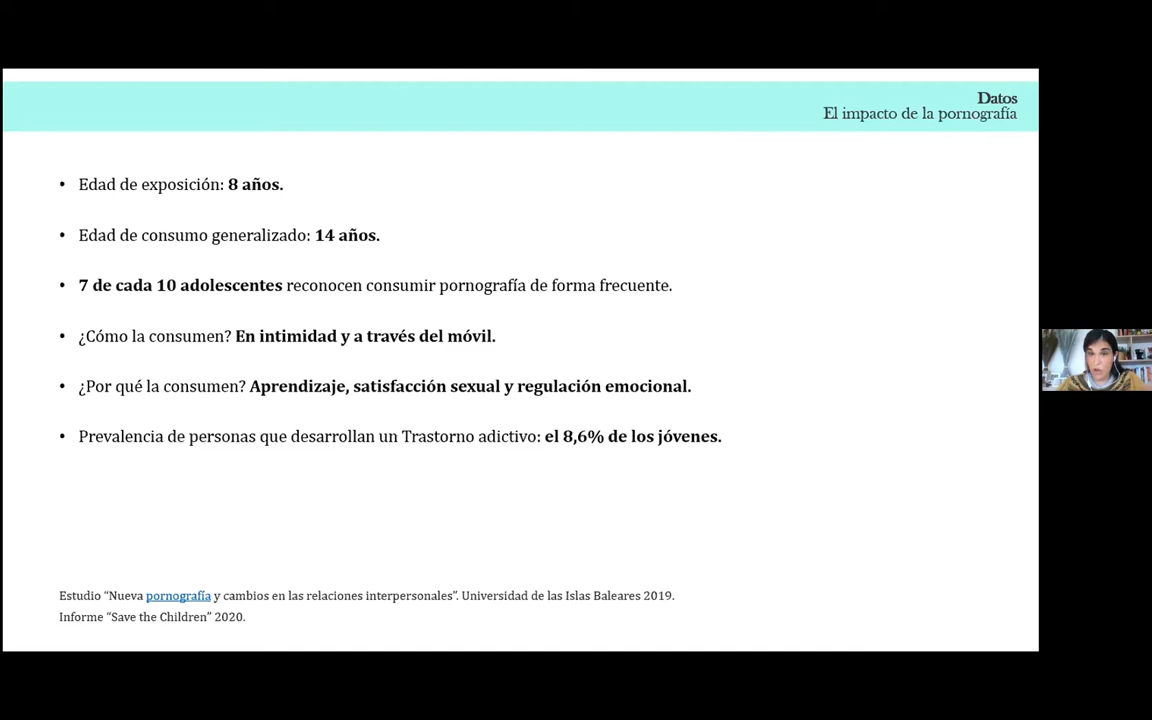 Datos
El impacto de la pornografía
• Edad de exposición: 8 años.
• Edad de consumo generalizado: 14 años.
• 7 de cada 10 adolescentes reconocen consumir pornografía de forma frecuente.
• ¿Cómo la consumen? En intimidad y a través del móvil.
• ¿Por qué la consumen? Aprendizaje, satisfacción sexual y regulación emocional.
• Prevalencia de personas que desarrollan un Trastorno adictivo: el 8,6% de los jóvenes.
Estudio “Nueva pornografía y cambios en las relaciones interpersonales”. Universidad de las Islas Baleares 2019.
Informe “Save the Children” 2020.